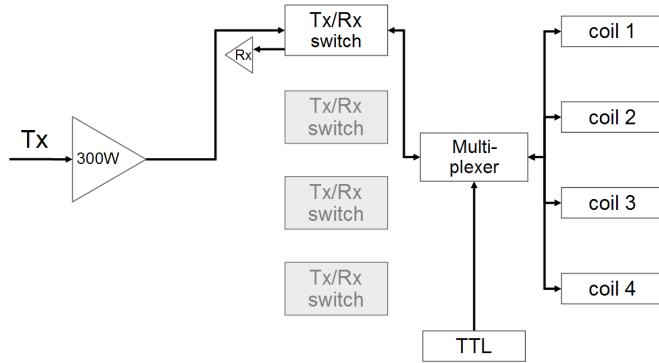 Tx/Rx
switch
Rx
coil 1
Tx/Rx
switch
coil 2
Tx
300W
Multi-
plexer
Tx/Rx
switch
coil 3
Tx/Rx
switch
coil 4
TTL